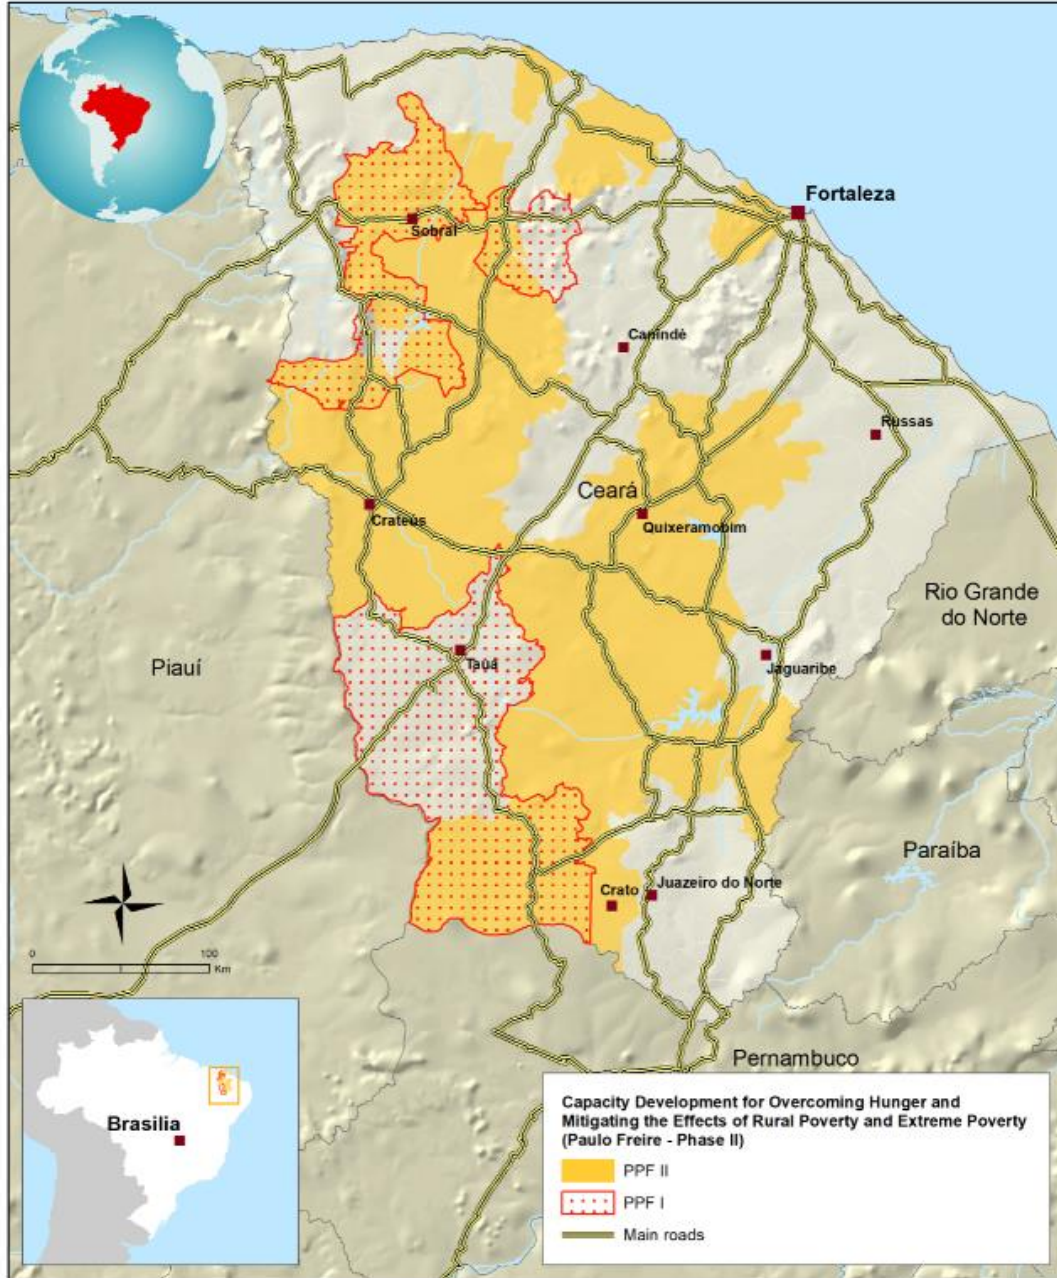 Fortaleza
Sobral
Canindè
Russas
Ceará
Crateús
Quixeramobim
Rio Grande
do Norte
Piauí
Tauá
Jaguaribe
Paraíba
Crato
Juazeiro do Norte
0 100
Km
Pernambuco
Brasilia
Capacity Development for Overcoming Hunger and
Mitigating the Effects of Rural Poverty and Extreme Poverty
(Paulo Freire - Phase II)
PPF II
PPF I
Main roads